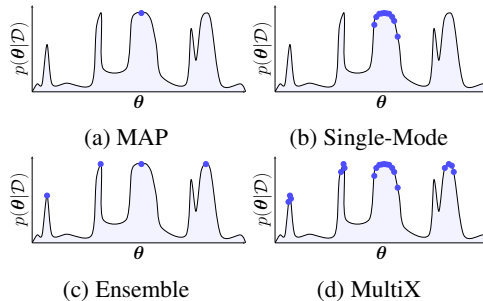 p(θ|D)
θ
(a) MAP
θ
(b) Single-Mode
p(θ|D)
θ
(c) Ensemble
θ
(d) MultiX